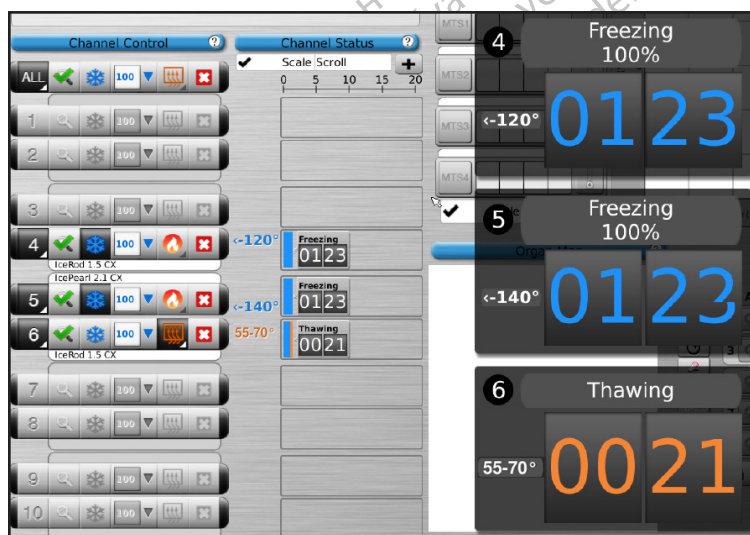 Channel Control ?
Channel Status ?
Scale Scroll +
0 5 10 15 20
ALL 100
1 100
2 100
3 100
4 100
IceRod 1.5 CX
<-120°
Freezing
0123
IcePearl 2.1 CX
5 100
<-140°
Freezing
0123
6 100
IceRod 1.5 CX
55-70°
Thawing
0021
7 100
8 100
9 100
10 100
MTS1
MTS2
MTS3
MTS4
4
Freezing
100%
<-120°
0123
5
Freezing
100%
<-140°
0123
6
Thawing
55-70°
0021
3